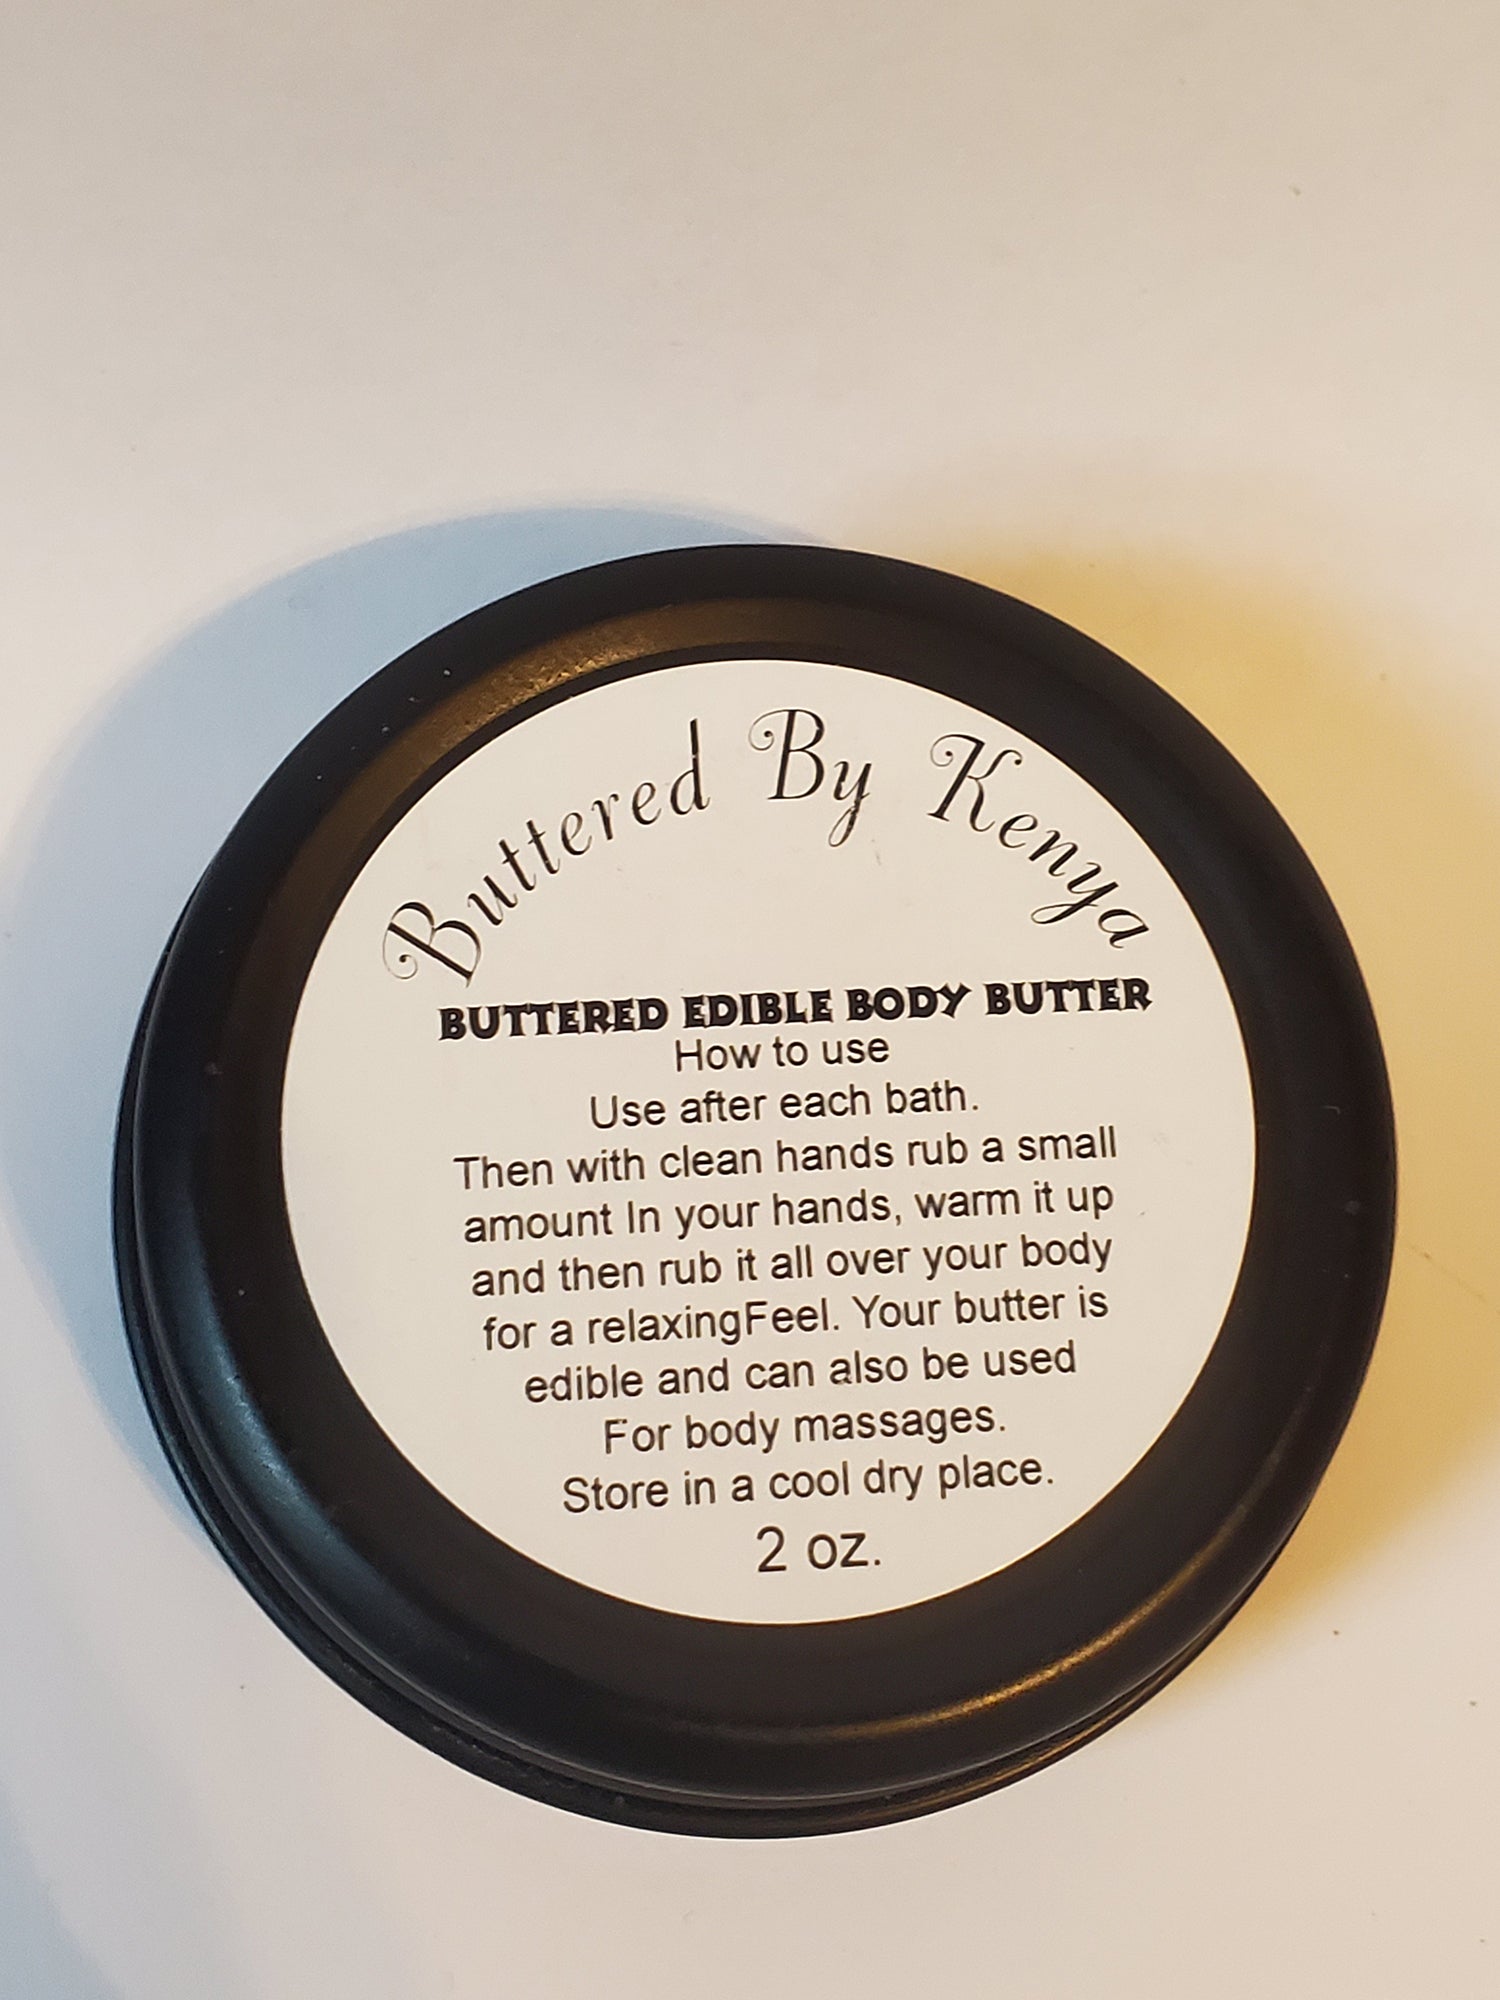 Buttered By Kenya
BUTTERED EDIBLE BODY BUTTER
How to use
Use after each bath.
Then with clean hands rub a small
amount In your hands, warm it up
and then rub it all over your body
for a relaxingFeel. Your butter is
edible and can also be used
For body massages.
Store in a cool dry place.
2 oz.